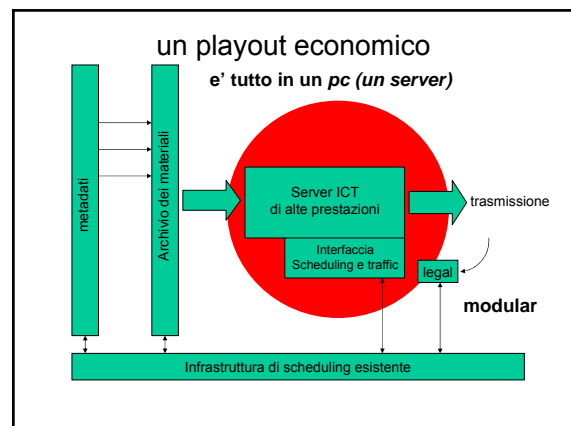 un playout economico
e' tutto in un pc (un server)
metadati
Archivio dei materiali
Server ICT
di alte prestazioni
trasmissione
Interfaccia
Scheduling e traffic
legal
modular
Infrastruttura di scheduling esistente